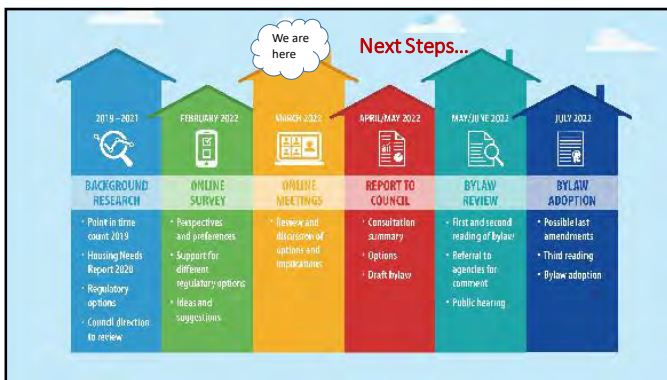 We are
here
Next Steps...
2019–2021
BACKGROUND
RESEARCH
• Point in time
count 2019
• Housing Needs
Report 2020
• Regulatory
options
• Council direction
to review
FEBRUARY 2022
ONLINE
SURVEY
• Perspectives
and preferences
• Support for
different
regulatory options
• Ideas and
suggestions
MARCH 2022
ONLINE
MEETINGS
• Review and
discussion of
options and
implications
APRIL/MAY 2022
REPORT TO
COUNCIL
• Consultation
summary
• Options
• Draft bylaw
MAY/JUNE 2022
BYLAW
REVIEW
• First and second
reading of bylaw
• Referral to
agencies for
comment
• Public hearing
JULY 2022
BYLAW
ADOPTION
• Possible last
amendments
• Third reading
• Bylaw adoption